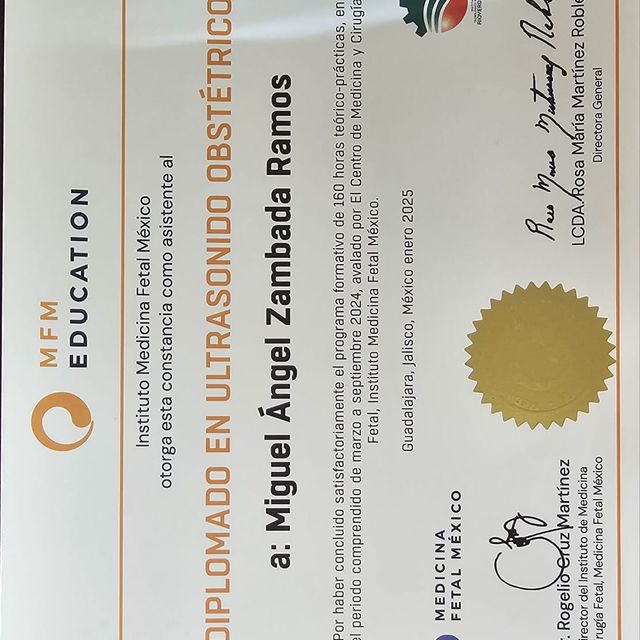 MFM
EDUCATION
Instituto Medicina Fetal México
otorga esta constancia como asistente al
DIPLOMADO EN ULTRASONIDO OBSTÉTRICO
a: Miguel Ángel Zambada Ramos
Por haber concluido satisfactoriamente el programa formativo de 160 horas teórico-prácticas, en
el periodo comprendido de marzo a septiembre 2024, avalado por El Centro de Medicina y Cirugía
Fetal, Instituto Medicina Fetal México.
Guadalajara, Jalisco, México enero 2025
MEDICINA
FETAL MÉXICO
RIOVERDE
r. Rogelio Cruz Martínez
Director del Instituto de Medicina
irugía Fetal, Medicina Fetal México
LCDA. Rosa María Martínez Roble
Directora General